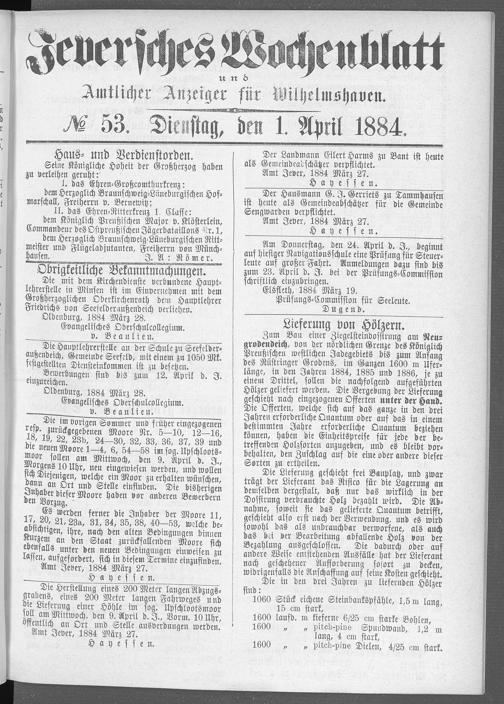 Jeversches Wochenblatt
und
Amtlicher Anzeiger für Wilhelmshaven.
№ 53. Dienstag, den 1. April 1884.
Haus- und Verdienstorden.
Seine Königliche Hoheit der Großherzog haben
zu verleihen geruht:
I. das Ehren-Großcomthurkreuz:
dem Herzoglich Braunschweig-Lüneburgischen Hof-
marschall, Freiherrn v. Bernewitz;
II. das Ehren-Ritterkreuz 1. Classe:
dem Königlich Preußischen Major v. Klösterlein,
Commandeur des Ostpreußischen Jägerbataillons Nr. 1,
dem Herzoglich Braunschweig-Lüneburgischen Ritt-
meister und Flügeladjutanten, Freiherrn von Münch-
hausen. J. A: Römer.
Obrigkeitliche Bekanntmachungen.
Die mit dem Kirchendienste verbundene Haupt-
lehrerstelle in Minsen ist im Einvernehmen mit dem
Großherzoglichen Oberkirchenrath dem Hauptlehrer
Friedrichs von Seefelderaußendeich verliehen.
Oldenburg, 1884 März 28.
Evangelisches Oberschulcollegium.
v. Beaulieu.
Die Hauptlehrerstelle an der Schule zu Seefelder-
außendeich, Gemeinde Seefeld, mit einem zu 1050 Mk.
festgestellten Diensteinkommen ist zu besetzen.
Bewerbungen sind bis zum 12. April d. J.
einzureichen.
Oldenburg, 1884 März 28.
Evangelisches Oberschulcollegium.
v. Beaulieu.
Die im vorigen Sommer und früher eingezogenen
resp. zurückgegebenen Moore Nr. 5—10, 12—16,
18, 19, 22, 23b, 24—30, 32, 33, 36, 37, 39 und
die neuen Moore 1—4, 6, 54—58 im sog. Upschloots-
moor sollen am Mittwoch, den 9. April d. J.,
Morgens 10 Uhr, neu eingewiesen werden, und wollen
sich Diejenigen, welche ein Moor zu erhalten wünschen,
dann an Ort und Stelle einfinden. Die bisherigen
Inhaber dieser Moore haben vor anderen Bewerbern
den Vorzug.
Es werden ferner die Inhaber der Moore 11,
17, 20, 21, 23a, 31, 34, 35, 38, 40—53, welche be-
absichtigen, ihre, nach den alten Bedingungen binnen
Kurzem an den Staat zurückfallenden Moore sich
ebenfalls unter den neuen Bedingungen einweisen zu
lassen, aufgefordert, sich in diesem Termine einzufinden.
Amt Jever, 1884 März 27.
Hayessen.
Die Herstellung eines 200 Meter langen Abzugs-
grabens, eines 200 Meter langen Fahrweges und
die Lieferung einer Höhle im sog. Upschlootsmoor
soll am Mittwoch, den 9. April d. J., Vorm. 10 Uhr,
öffentlich an Ort und Stelle ausverdungen werden.
Amt Jever, 1884 März 27.
Hayessen.
Der Landmann Eilert Harms zu Bant ist heute
als Gemeindeabschätzer verpflichtet.
Amt Jever, 1884 März 27.
Hayessen.
Der Hausmann G. J. Gerriets zu Tammhausen
ist heute als Gemeindeabschätzer für die Gemeinde
Sengwarden verpflichtet.
Amt Jever, 1884 März 27.
Hayessen.
Am Donnerstag, den 24. April d. J., beginnt
auf hiesiger Navigationsschule eine Prüfung für Steuer-
leute auf großer Fahrt. Anmeldungen dazu sind bis
zum 23. April d. J. bei der Prüfungs-Commission
schriftlich einzubringen.
Elsfleth, 1884 März 19.
Prüfungs-Commission für Seeleute.
Dugend.
Lieferung von Hölzern.
Zum Bau einer Ziegelsteinböschung am Neu-
grodendeich, von der nördlichen Grenze des Königlich
Preußischen westlichen Jadegebiets bis zum Anfang
des Rüstringer Grodens, im Ganzen 1600 m Ufer-
länge, in den Jahren 1884, 1885 und 1886, je zu
einem Drittel, sollen die nachfolgend aufgeführten
Hölzer geliefert werden. Die Vergebung der Lieferung
geschieht nach eingezogenen Offerten unter der Hand.
Die Offerten, welche sich auf das ganze in den drei
Jahren erforderliche Quantum oder auf das in einem
bestimmten Jahre erforderliche Quantum beziehen
können, haben die Einheitspreise für jede der be-
treffenden Holzsorten anzugeben, und es bleibt vor-
behalten, den Zuschlag auf die eine oder andere dieser
Sorten zu ertheilen.
Die Lieferung geschieht frei Bauplatz, und zwar
trägt der Lieferant das Risico für die Lagerung an
demselben dergestalt, daß nur das wirklich in der
Dossirung verbrauchte Holz bezahlt wird. Die Ab-
nahme, soweit sie das gelieferte Quantum betrifft,
geschieht also erst nach der Verwendung, und es wird
sowohl das als unbrauchbar verworfene, als auch
das bei der Bearbeitung abfallende Holz von der
Bezahlung ausgeschlossen. Die dadurch oder auf
andere Weise entstehenden Ausfälle hat der Lieferant
nach geschehener Aufforderung sofort zu decken,
widrigenfalls die Anschaffung auf seine Kosten geschieht.
Die in den drei Jahren zu liefernden Hölzer
sind:
1060 Stück eichene Steinbankspfähle, 1,5 m lang,
15 cm stark,
1600 laufd. m kieferne 6/25 cm starke Bohlen,
1600 „ „ pitch-pine Spundwand, 1,2 m
lang, 4 cm stark,
1600 „ „ pitch-pine Dielen, 4/25 cm stark.